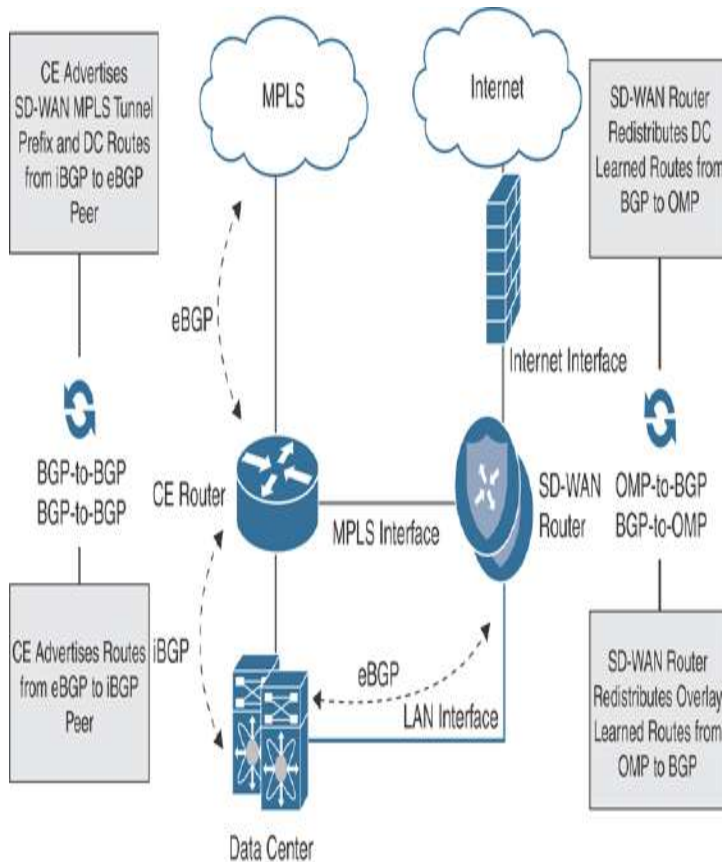 CE Advertises
SD-WAN MPLS Tunnel
Prefix and DC Routes
from iBGP to eBGP
Peer
MPLS
Internet
SD-WAN Router
Redistributes DC
Learned Routes from
BGP to OMP
eBGP
Internet Interface
BGP-to-BGP
BGP-to-BGP
CE Router
MPLS Interface
SD-WAN
Router
OMP-to-BGP
BGP-to-OMP
CE Advertises Routes
from eBGP to iBGP
Peer
iBGP
eBGP
LAN Interface
SD-WAN Router
Redistributes Overlay
Learned Routes from
OMP to BGP
Data Center